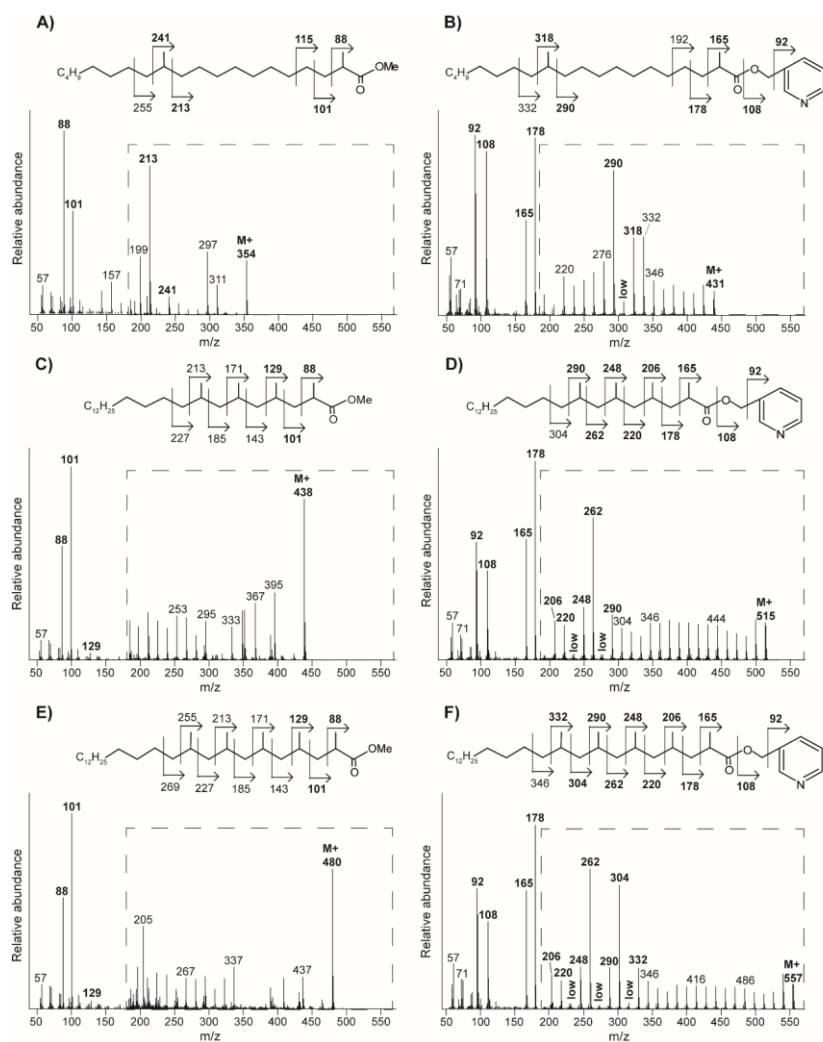 A)
241 115 88
C4H9 OMe
O
255 213 101
Relative abundance
88
213
101
M+
354
297
199
57 157 241 311
50 100 150 200 250 300 350 400 450 500 550
m/z
B)
318 192 165 92
C4H9 O
O N
332 290 178 108
Relative abundance
92 178
108
290
165 318 332
276
57 220 low 346 M+
71 431
50 100 150 200 250 300 350 400 450 500 550
m/z
C)
213 171 129 88
C12H25 OMe
O
227 185 143 101
Relative abundance
101
M+
438
88
395
367
253 295 333
57 129
50 100 150 200 250 300 350 400 450 500 550
m/z
D)
290 248 206 165 92
C12H25 O
O N
304 262 220 178 108
Relative abundance
178
262
92 165
108
206 248 290
57 220 304 346 444 M+
71 low low 515
50 100 150 200 250 300 350 400 450 500 550
m/z
E)
255 213 171 129 88
C12H25 OMe
O
269 227 185 143 101
Relative abundance
101
M+
480
88
205
337
57 267 437
129
50 100 150 200 250 300 350 400 450 500 550
m/z
F)
332 290 248 206 165 92
C12H25 O
O N
346 304 262 220 178 108
Relative abundance
178
262
304
92 165
108
206 248 290 332
57 220 346 416 486 M+
71 low low low 557
50 100 150 200 250 300 350 400 450 500 550
m/z